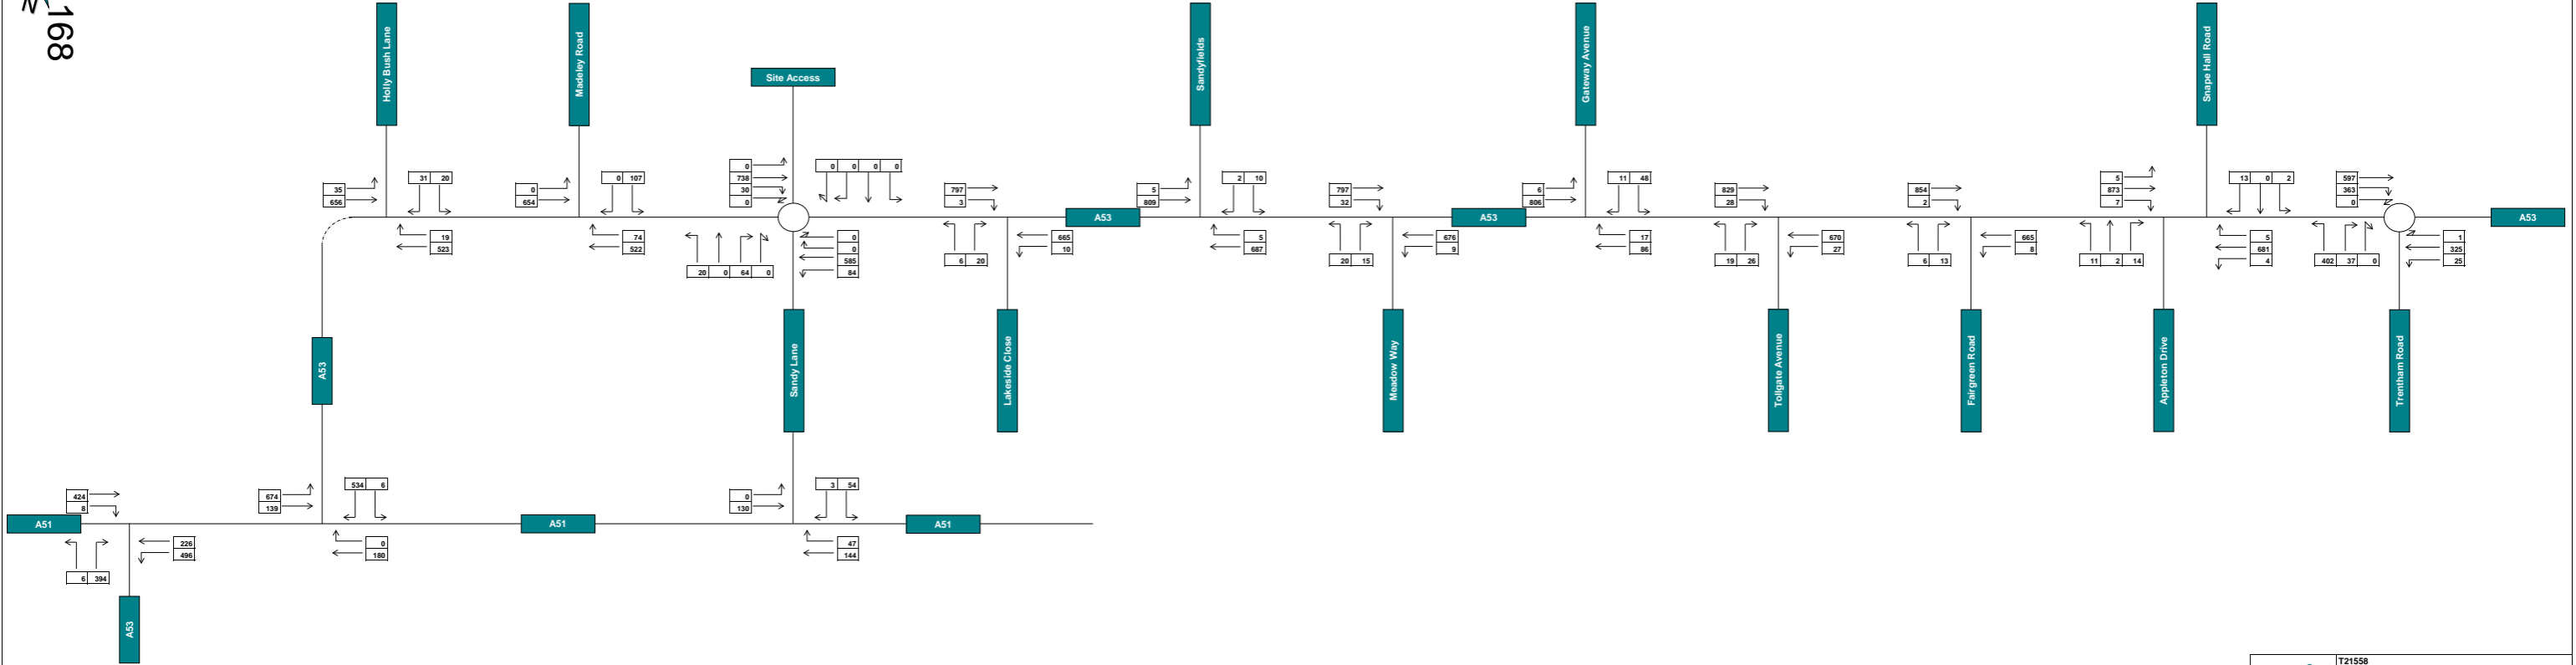 168
N
Holly Bush Lane
Madeley Road
Site Access
Sandyfields
Gateway Avenue
Snape Hall Road
35
656
31 20
19
523
0
654
0 107
74
522
0
738
30
0
0 0 0 0
20 0 64 0
0
0
585
84
797
3
6 20
665
10
A53
5
809
2 10
5
687
797
32
20 15
676
9
A53
6
806
11 48
17
86
829
28
19 26
670
27
854
2
6 13
665
8
5
873
7
11 2 14
13 0 2
5
681
4
597
363
0
402 37 0
1
325
25
A53
A53
Sandy Lane
Lakeside Close
Meadow Way
Tollgate Avenue
Fairgreen Road
Appleton Drive
Trentham Road
424
8
A51
6 394
226
496
A53
674
139
534 6
0
180
A51
0
130
3 54
47
144
A51
T21558